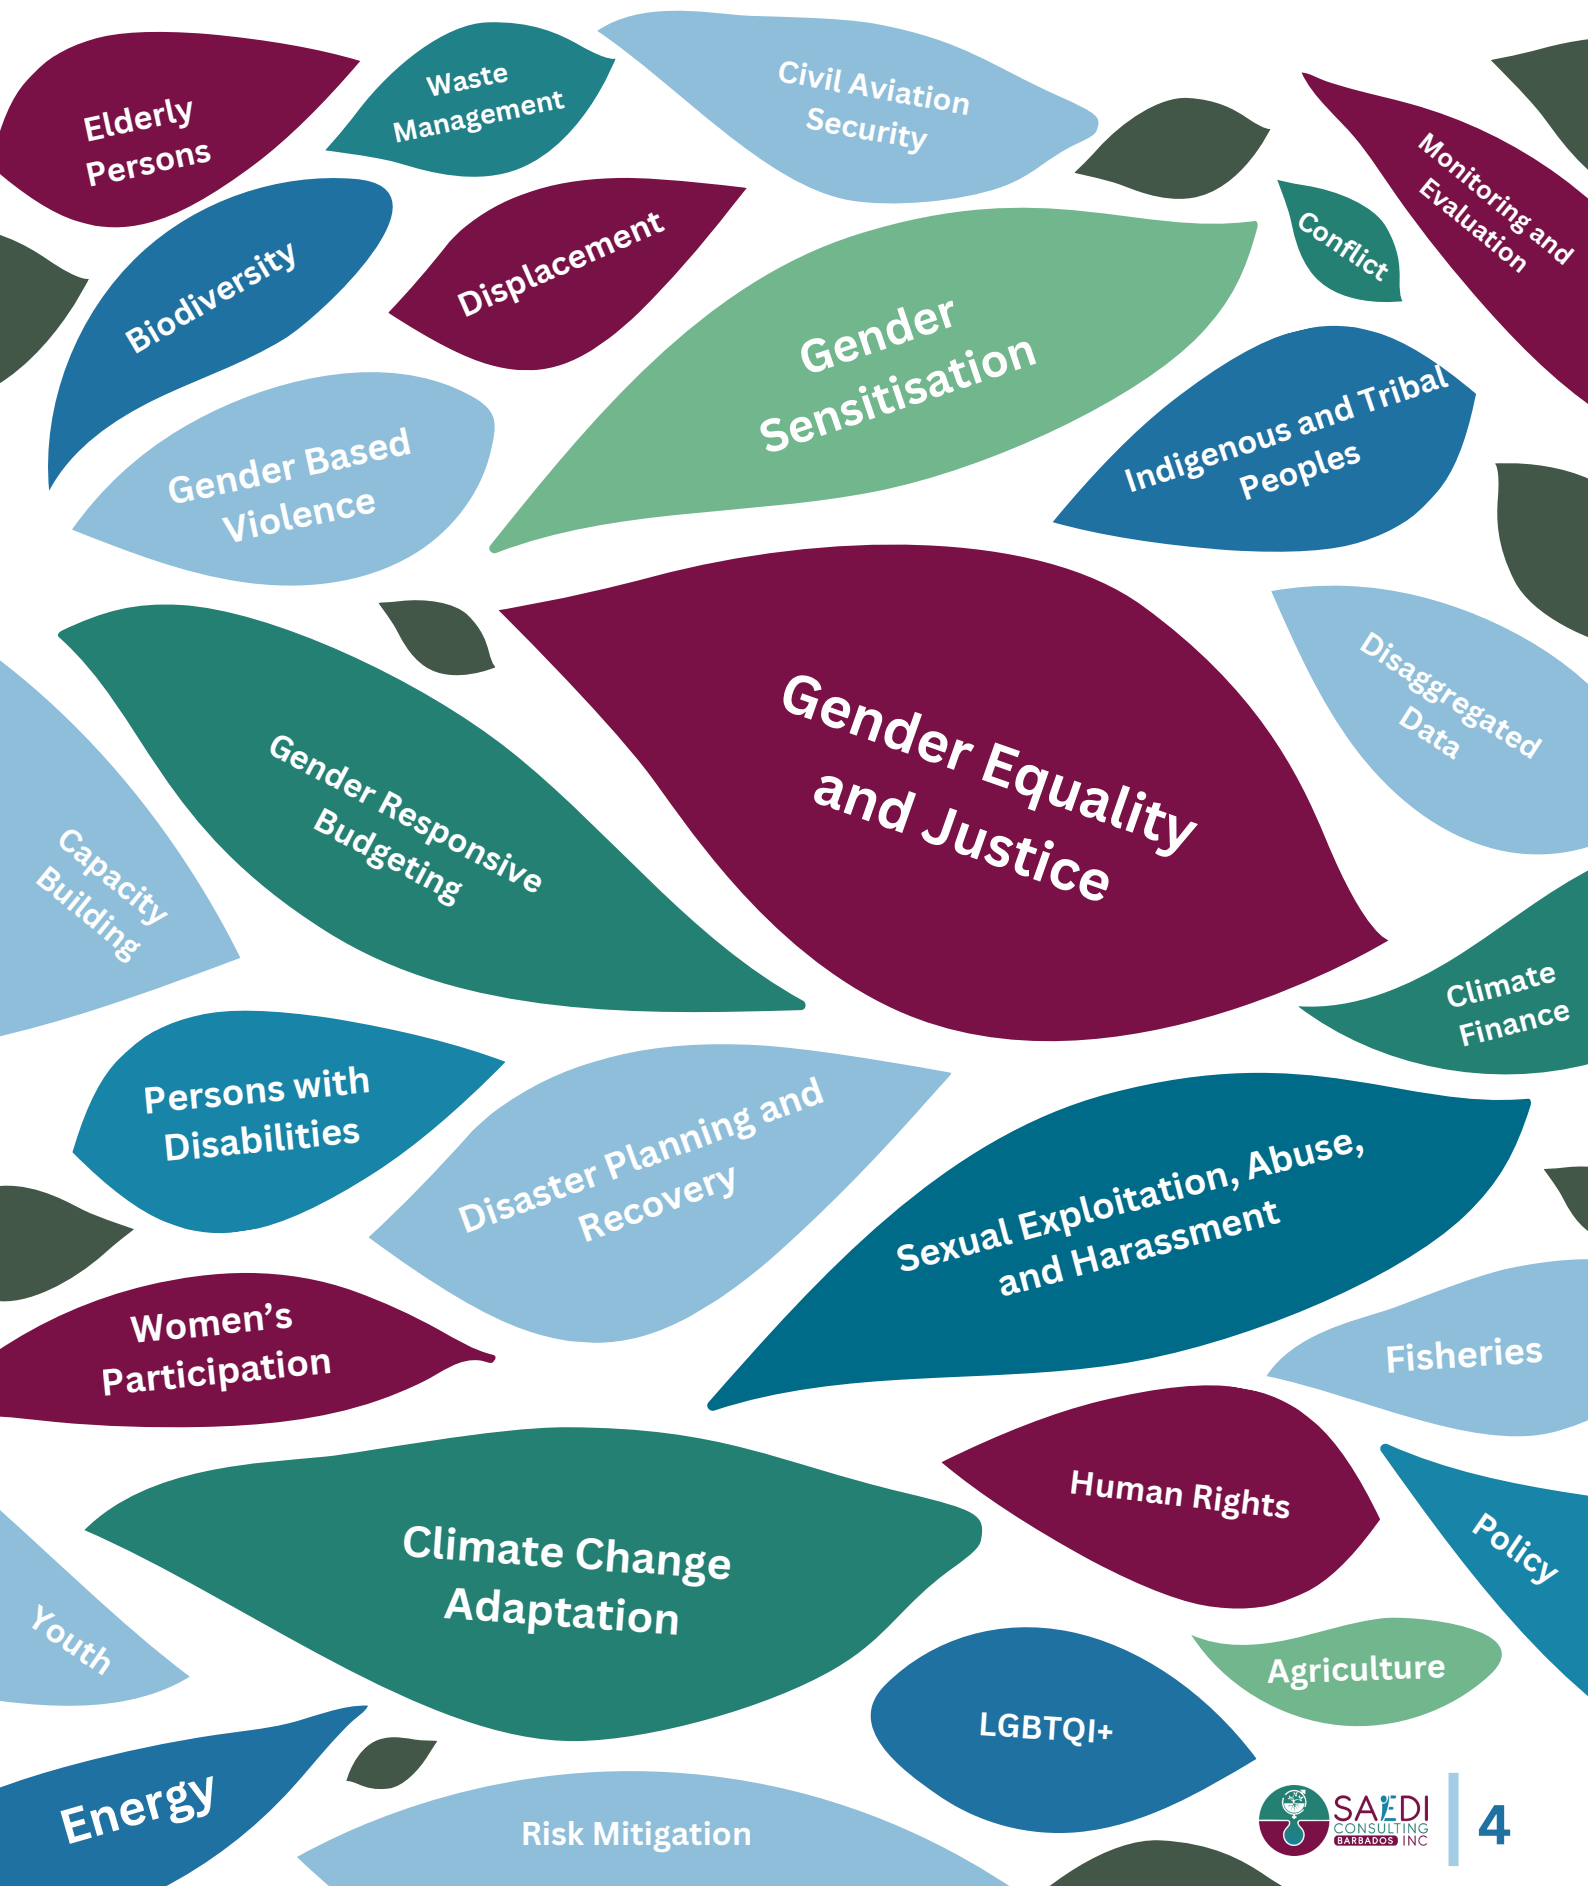 Elderly
Persons
Waste
Management
Civil Aviation
Security
Monitoring and
Evaluation
Biodiversity
Displacement
Conflict
Gender
Sensitisation
Indigenous and Tribal
Peoples
Gender Based
Violence
Gender Equality
and Justice
Disaggregated
Data
Gender Responsive
Budgeting
Capacity
Building
Climate
Finance
Persons with
Disabilities
Disaster Planning and
Recovery
Sexual Exploitation, Abuse,
and Harassment
Women’s
Participation
Fisheries
Human Rights
Policy
Climate Change
Adaptation
Youth
Agriculture
LGBTQI+
Energy
Risk Mitigation
SAEDI
CONSULTING
BARBADOS INC
4